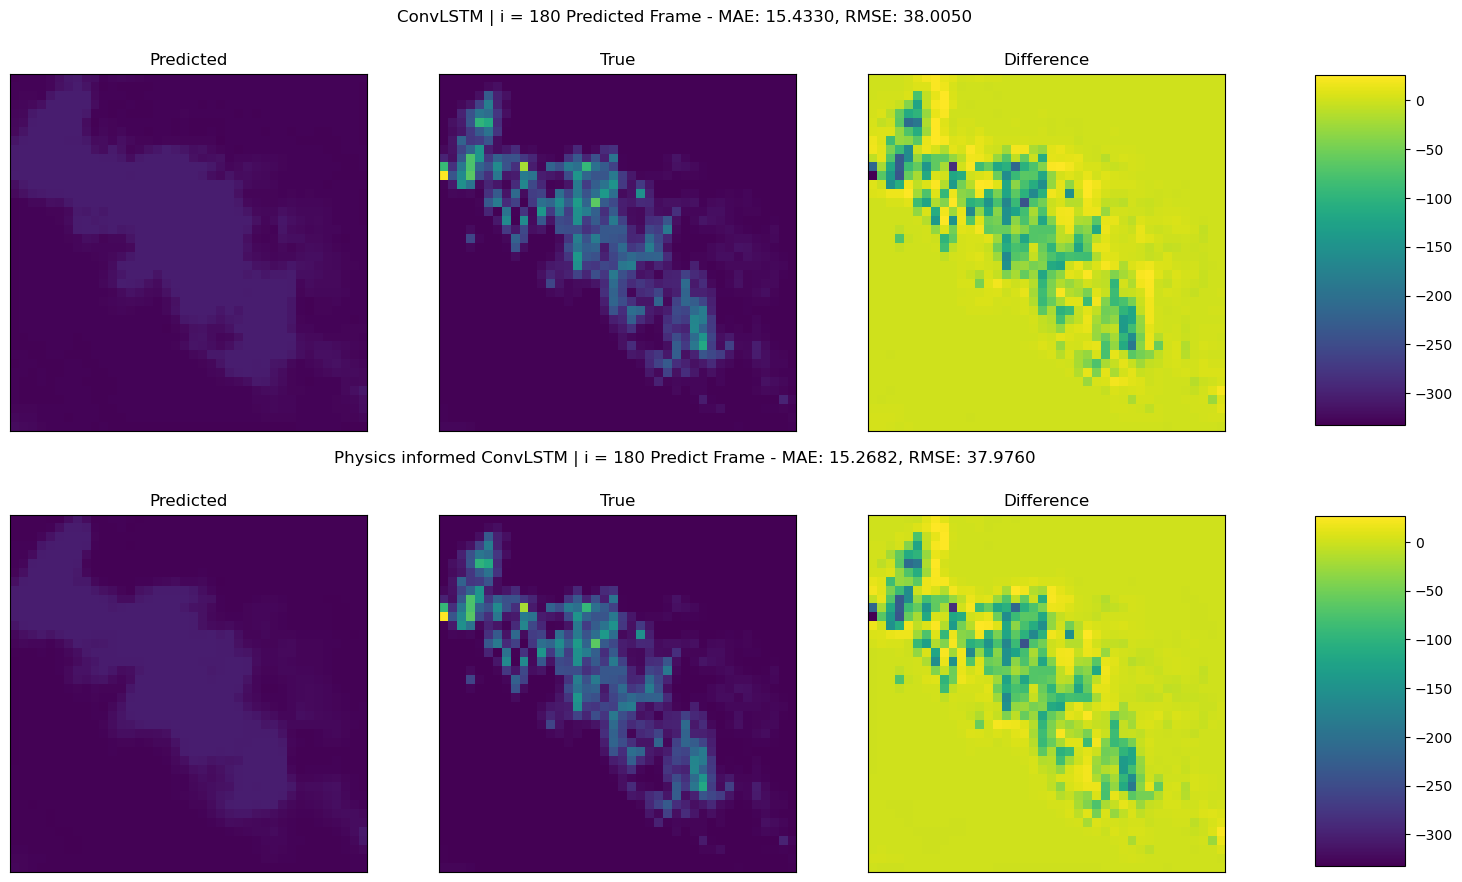 ConvLSTM | i = 180 Predicted Frame - MAE: 15.4330, RMSE: 38.0050
Predicted
True
Difference
0
−50
−100
−150
−200
−250
−300
Physics informed ConvLSTM | i = 180 Predict Frame - MAE: 15.2682, RMSE: 37.9760
Predicted
True
Difference
0
−50
−100
−150
−200
−250
−300